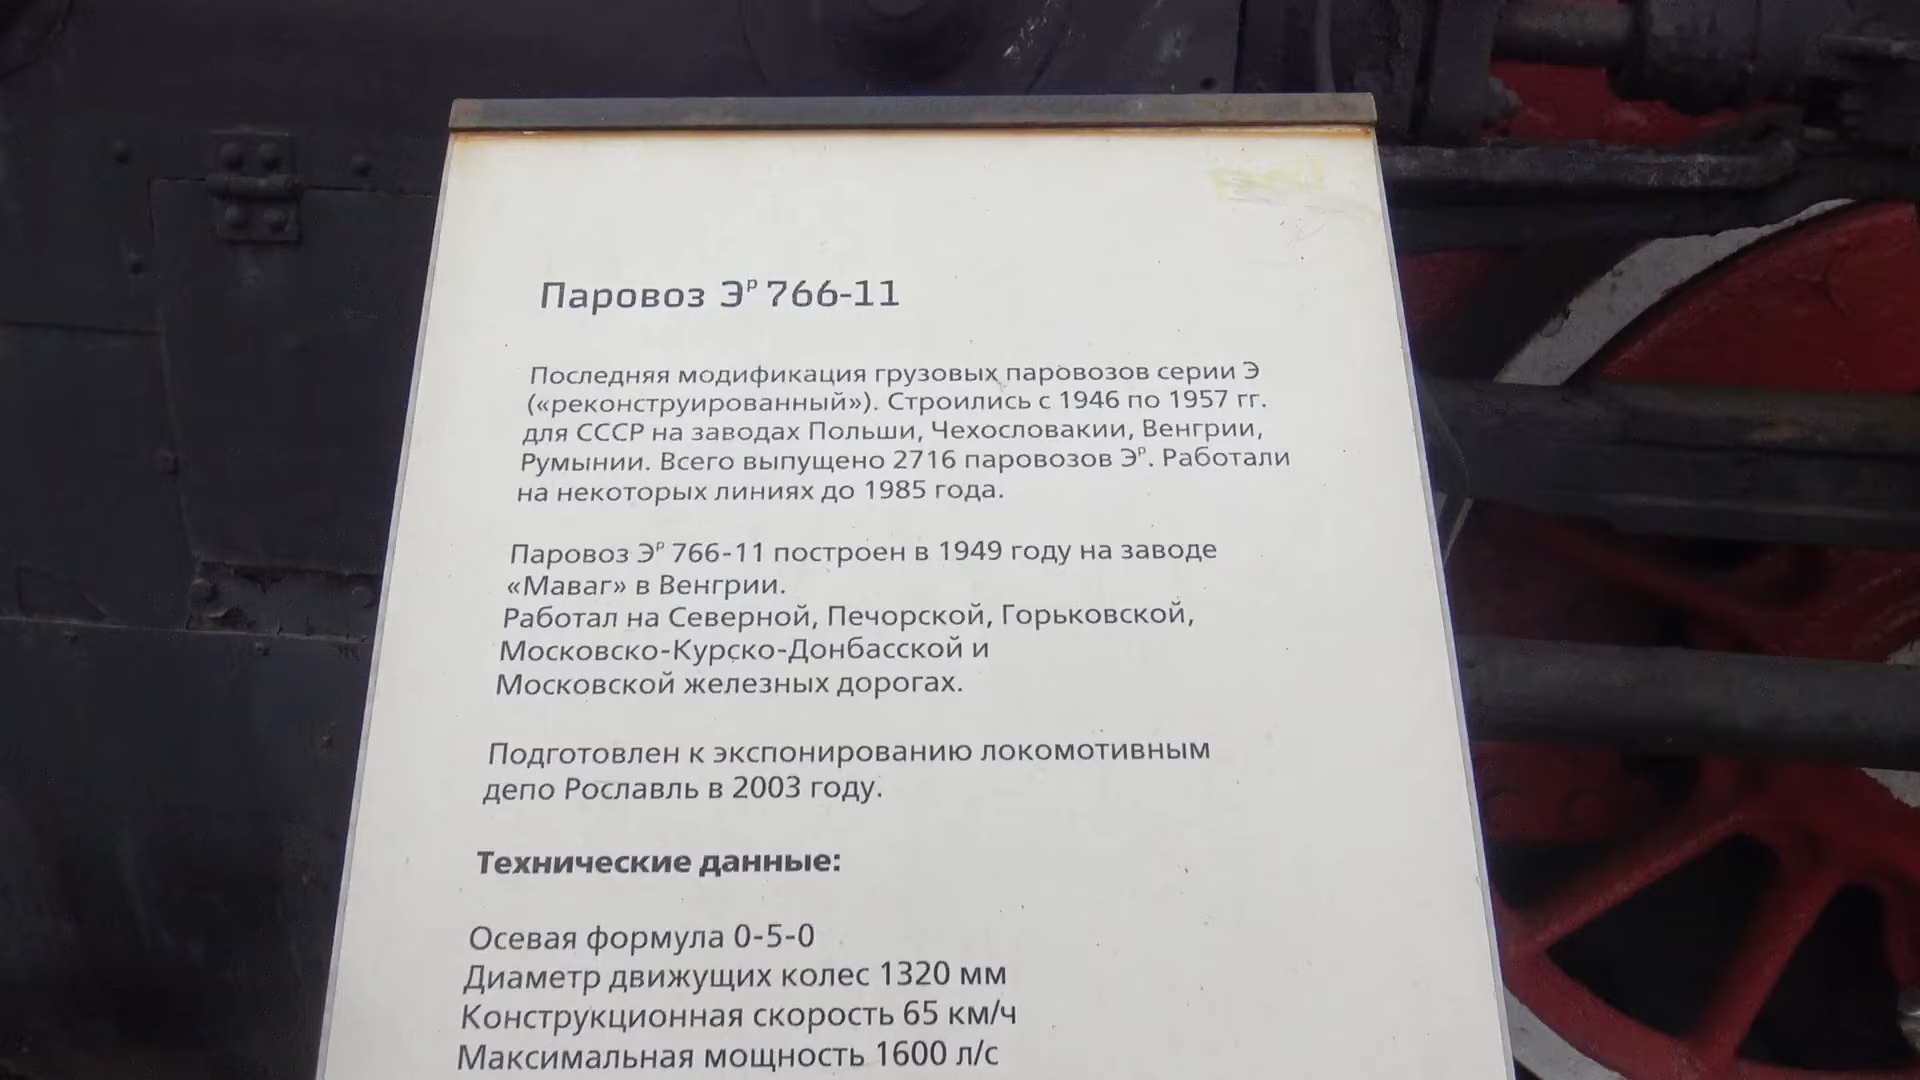 Паровоз Эᵖ 766-11
Последняя модификация грузовых паровозов серии Э
(«реконструированный»). Строились с 1946 по 1957 гг.
для СССР на заводах Польши, Чехословакии, Венгрии,
Румынии. Всего выпущено 2716 паровозов Эᵖ. Работали
на некоторых линиях до 1985 года.
Паровоз Эᵖ 766-11 построен в 1949 году на заводе
«Маваг» в Венгрии.
Работал на Северной, Печорской, Горьковской,
Московско-Курско-Донбасской и
Московской железных дорогах.
Подготовлен к экспонированию локомотивным
депо Рославль в 2003 году.
Технические данные:
Осевая формула 0-5-0
Диаметр движущих колес 1320 мм
Конструкционная скорость 65 км/ч
Максимальная мощность 1600 л/с